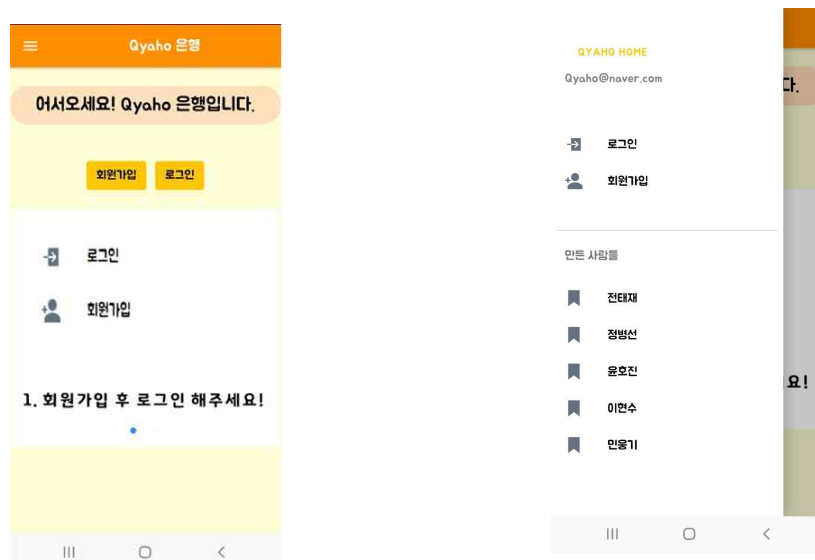 Qyaho 은행
어서오세요! Qyaho 은행입니다.
회원가입
로그인
로그인
회원가입
1. 회원가입 후 로그인 해주세요!
QYAHO HOME
Qyaho@naver.com
로그인
회원가입
만든 사람들
전태재
정병선
윤호진
이현수
민웅기
다.
요!